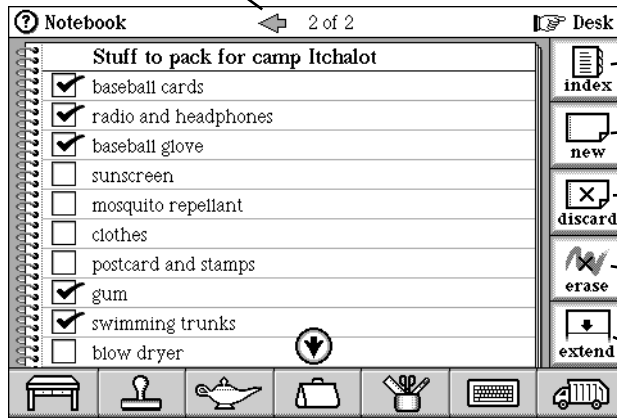 ? Notebook 2 of 2 Desk
Stuff to pack for camp Itchalot
baseball cards
radio and headphones
baseball glove
sunscreen
mosquito repellant
clothes
postcard and stamps
gum
swimming trunks
blow dryer
index
new
discard
erase
extend